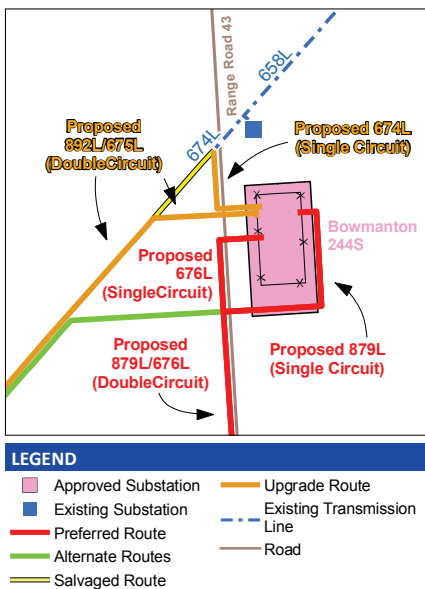 Range Road 43
658L
674L
Proposed
892L/675L
(DoubleCircuit)
Proposed 674L
(Single Circuit)
Bowmanton
244S
Proposed
676L
(SingleCircuit)
Proposed
879L/676L
(DoubleCircuit)
Proposed 879L
(Single Circuit)
LEGEND
Approved Substation
Existing Substation
Preferred Route
Alternate Routes
Salvaged Route
Upgrade Route
Existing Transmission
Line
Road